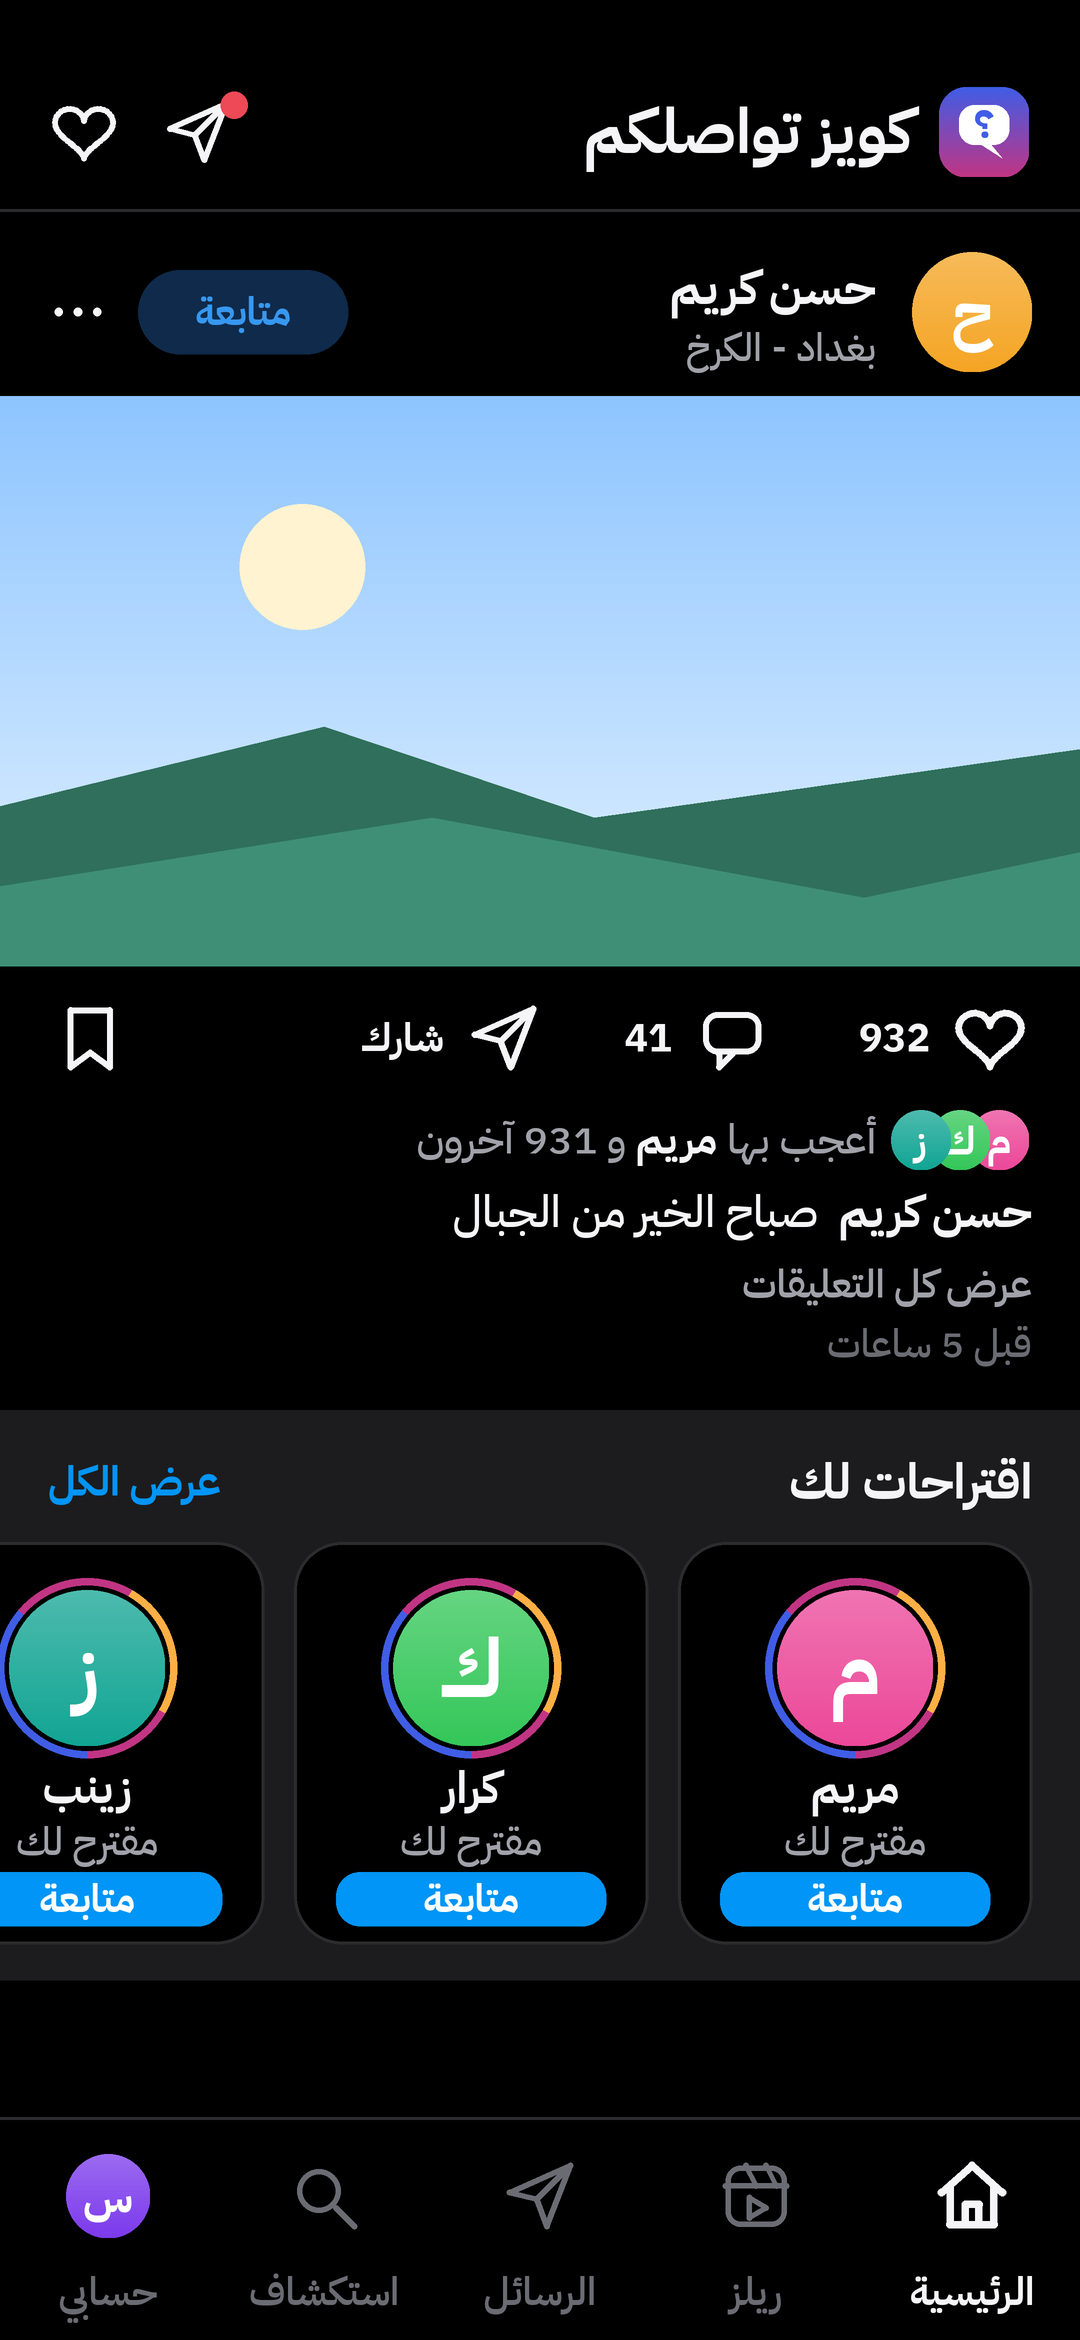 كويز تواصلكم
ح
حسن كريم
بغداد - الكرخ
متابعة
932
41
شارك
م ك ز
أعجب بها مريم و 931 آخرون
حسن كريم صباح الخير من الجبال
عرض كل التعليقات
قبل 5 ساعات
اقتراحات لك
عرض الكل
م
مريم
مقترح لك
متابعة
ك
كرار
مقترح لك
متابعة
ز
زينب
مقترح لك
متابعة
الرئيسية
ريلز
الرسائل
استكشاف
س
حسابي